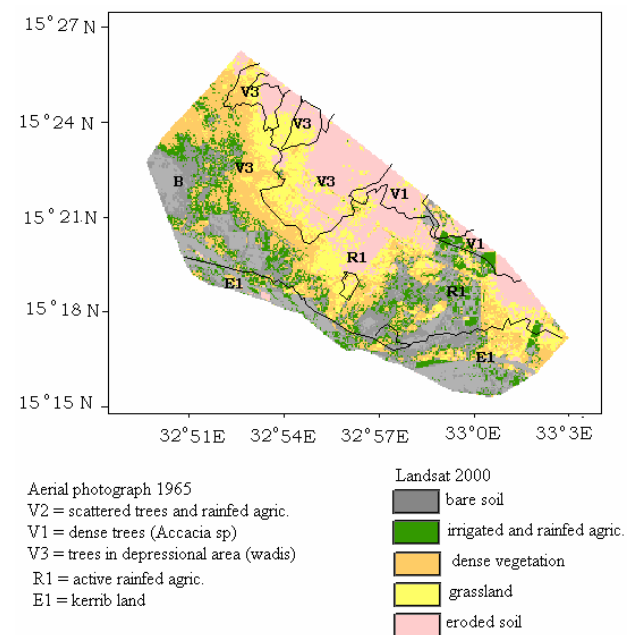 15°27 N
15°24 N
15°21 N
15°18 N
15°15 N
V3
V3
V3
B
V3
V1
V1
R1
R1
E1
E1
32°51E
32°54E
32°57E
33°0E
33°3E
Aerial photograph 1965
V2 = scattered trees and rainfed agric.
V1 = dense trees (Accacia sp)
V3 = trees in depressional area (wadis)
R1 = active rainfed agric.
E1 = kerrib land
Landsat 2000
bare soil
irrigated and rainfed agric.
dense vegetation
grassland
eroded soil